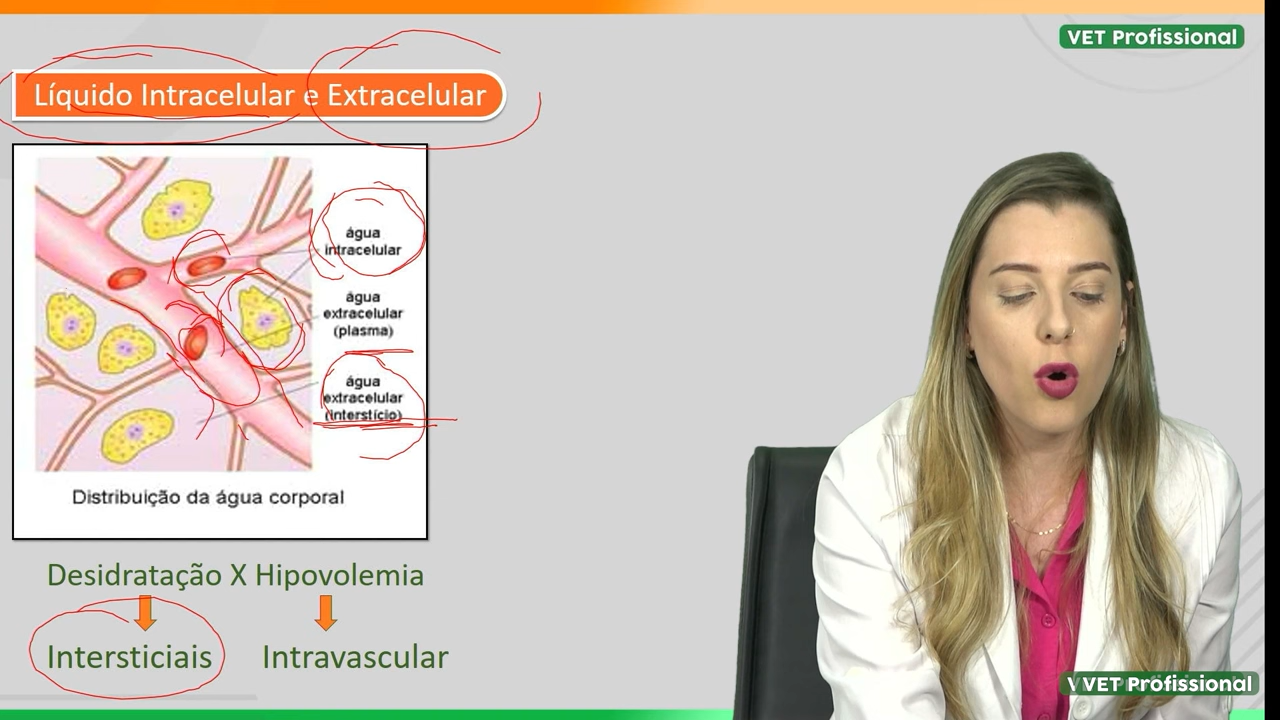 VET Profissional
Líquido Intracelular e Extracelular
água
intracelular
água
extracelular
(plasma)
água
extracelular
(interstício)
Distribuição da água corporal
Desidratação X Hipovolemia
Intersticiais Intravascular
VET Profissional